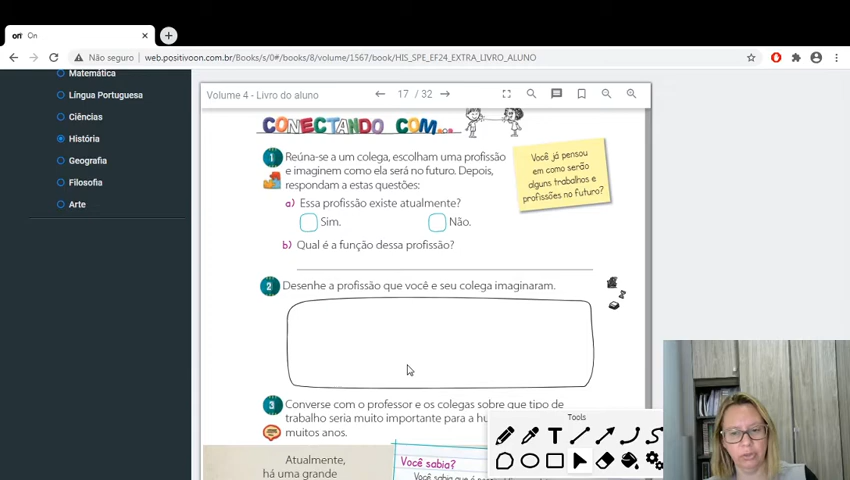 on On
Não seguro
web.positivoon.com.br/Books/s/0#/books/8/volume/1567/book/HIS_SPE_EF24_EXTRA_LIVRO_ALUNO
Matemática
Língua Portuguesa
Ciências
História
Geografia
Filosofia
Arte
Volume 4 - Livro do aluno
17 / 32
CONECTANDO COM...
1 Reúna-se a um colega, escolham uma profissão
e imaginem como ela será no futuro. Depois,
respondam a estas questões:
Você já pensou
em como serão
alguns trabalhos e
profissões no futuro?
a) Essa profissão existe atualmente?
Sim. Não.
b) Qual é a função dessa profissão?
2 Desenhe a profissão que você e seu colega imaginaram.
3 Converse com o professor e os colegas sobre que tipo de
trabalho seria muito importante para a hu
muitos anos.
Atualmente,
há uma grande
Você sabia?
Tools
T